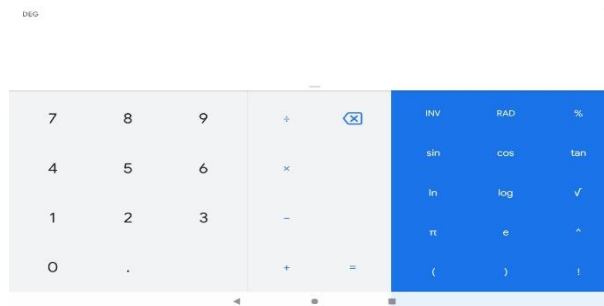 DEG
7 8 9 ÷ INV RAD %
4 5 6 × sin cos tan
1 2 3 − ln log √
0 . + = π e ^
( ) !